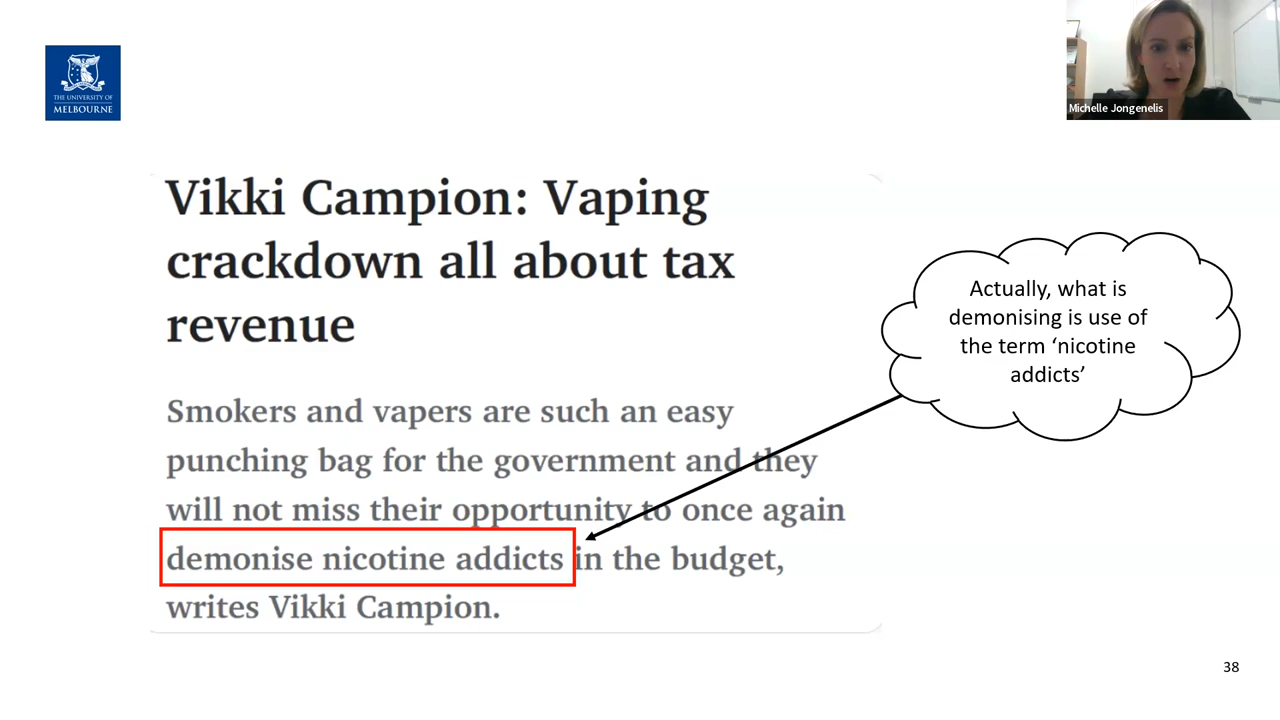 THE UNIVERSITY OF
MELBOURNE
Michelle Jongenelis
Vikki Campion: Vaping
crackdown all about tax
revenue
Smokers and vapers are such an easy
punching bag for the government and they
will not miss their opportunity to once again
demonise nicotine addicts in the budget,
writes Vikki Campion.
Actually, what is
demonising is use of
the term ‘nicotine
addicts’
38